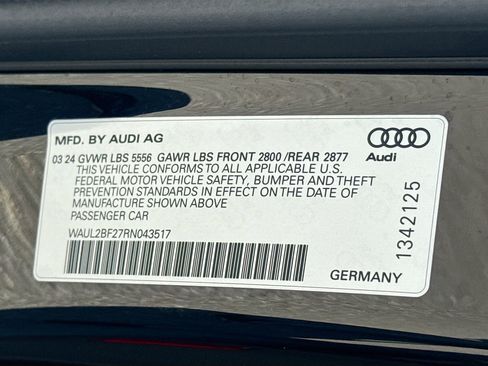 MFD. BY AUDI AG
03 24 GVWR LBS 5556 GAWR LBS FRONT 2800 /REAR 2877
THIS VEHICLE CONFORMS TO ALL APPLICABLE U.S.
FEDERAL MOTOR VEHICLE SAFETY, BUMPER AND THEFT
PREVENTION STANDARDS IN EFFECT ON THE DATE OF
MANUFACTURE SHOWN ABOVE
PASSENGER CAR
WAUL2BF27RN043517
Audi
1342125
GERMANY